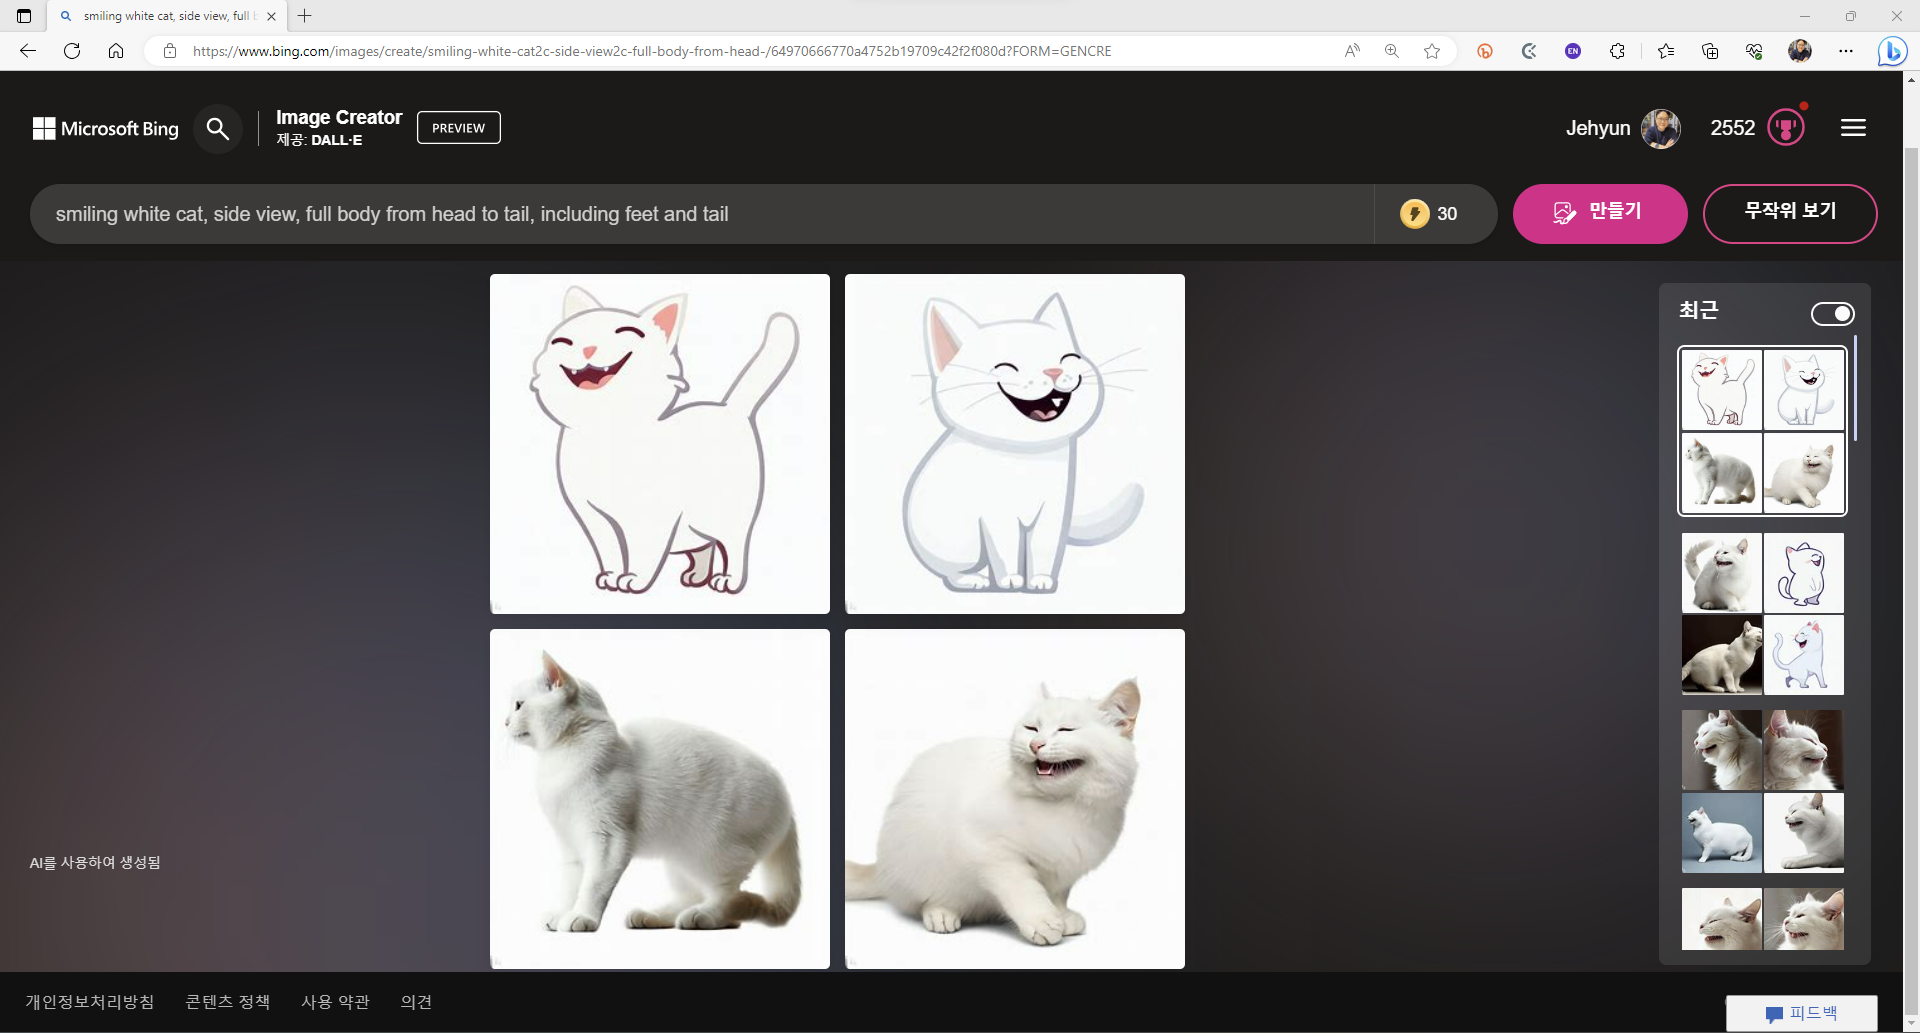 smiling white cat, side view, full b
https://www.bing.com/images/create/smiling-white-cat2c-side-view2c-full-body-from-head-/64970666770a4752b19709c42f2f080d?FORM=GENCRE
EN
Microsoft Bing
Image Creator
제공: DALL·E
PREVIEW
Jehyun
2552
smiling white cat, side view, full body from head to tail, including feet and tail
30
만들기
무작위 보기
최근
AI를 사용하여 생성됨
개인정보처리방침 콘텐츠 정책 사용 약관 의견
피드백